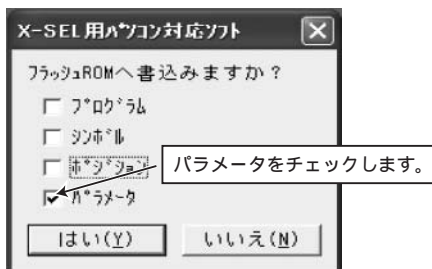 X-SEL用ﾊﾟｿｺﾝ対応ｿﾌﾄ
ﾌﾗｯｼｭROMへ書込みますか？
ﾌﾟﾛｸﾞﾗﾑ
ｼﾝﾎﾞﾙ
ﾎﾟｼﾞｼｮﾝ
パラメータをチェックします。
ﾊﾟﾗﾒｰﾀ
はい(Y)
いいえ(N)